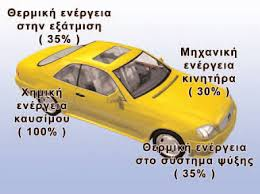 Θερμική ενέργεια
στην εξάτμιση
( 35% )
Μηχανική
ενέργεια
κινητήρα
( 30% )
Χημική
ενέργεια
καυσίμου
( 100% )
Θερμική ενέργεια
στο σύστημα ψύξης
( 35% )